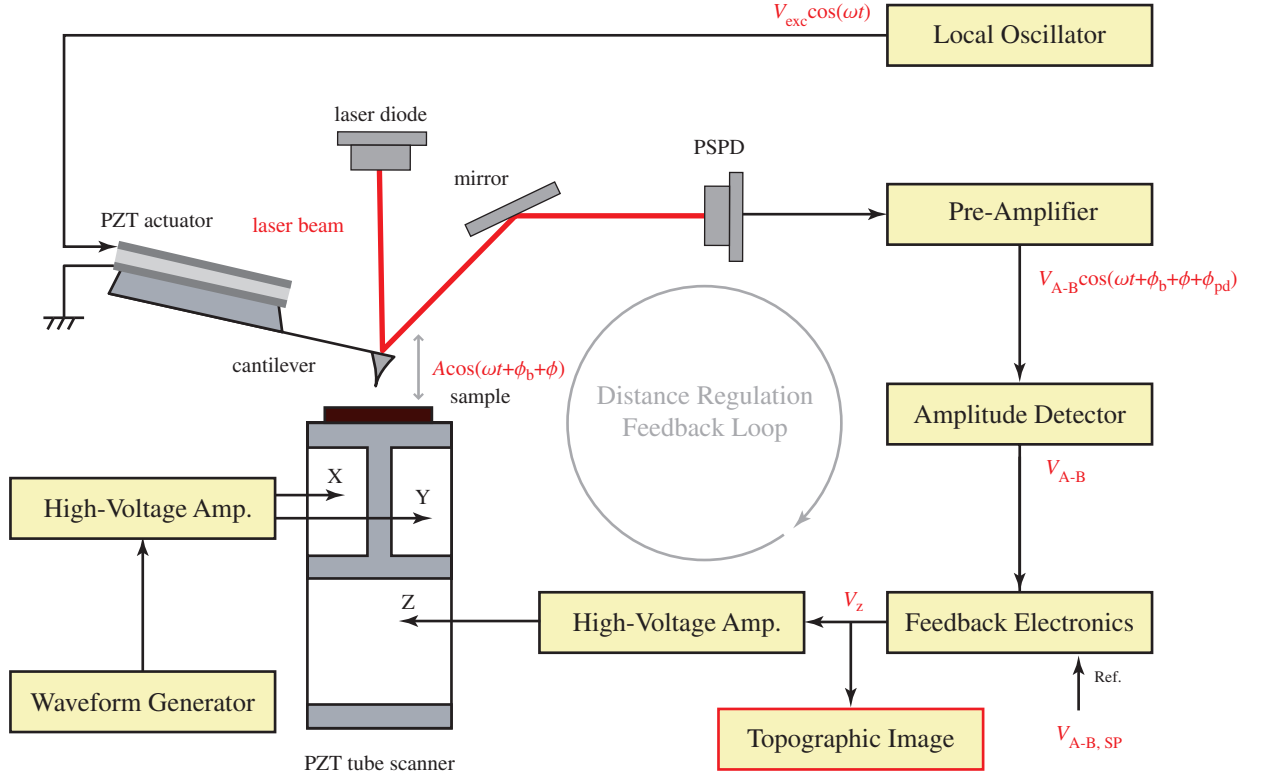 V_exc cos(ωt)
Local Oscillator
laser diode
PSPD
mirror
Pre-Amplifier
PZT actuator
laser beam
V_A-B cos(ωt+ϕ_b+ϕ+ϕ_pd)
cantilever
Acos(ωt+ϕ_b+ϕ)
sample
Distance Regulation
Feedback Loop
Amplitude Detector
V_A-B
X
Y
High-Voltage Amp.
Z
High-Voltage Amp.
V_z
Feedback Electronics
Ref.
Waveform Generator
V_A-B, SP
Topographic Image
PZT tube scanner